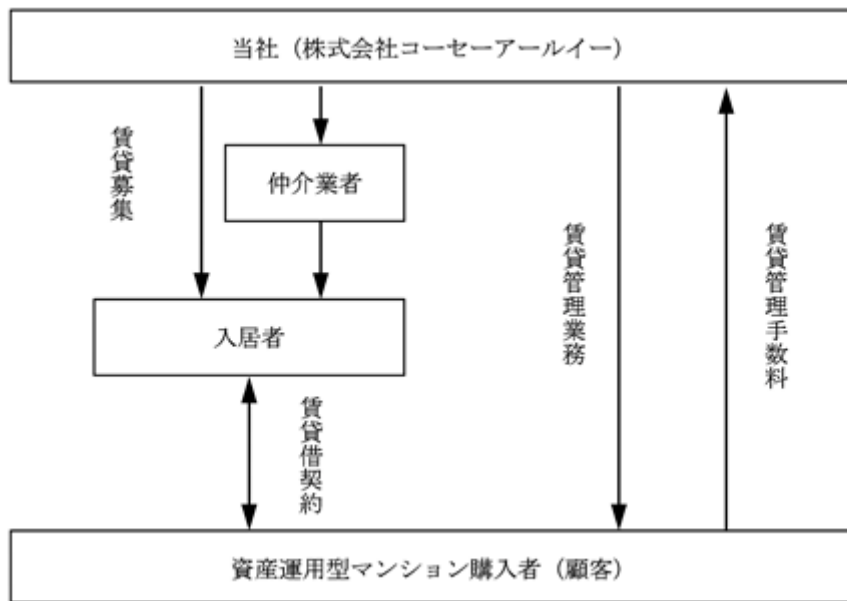 当社（株式会社コーセーアールイー）
賃貸募集
仲介業者
入居者
賃貸借契約
賃貸管理業務
賃貸管理手数料
資産運用型マンション購入者（顧客）